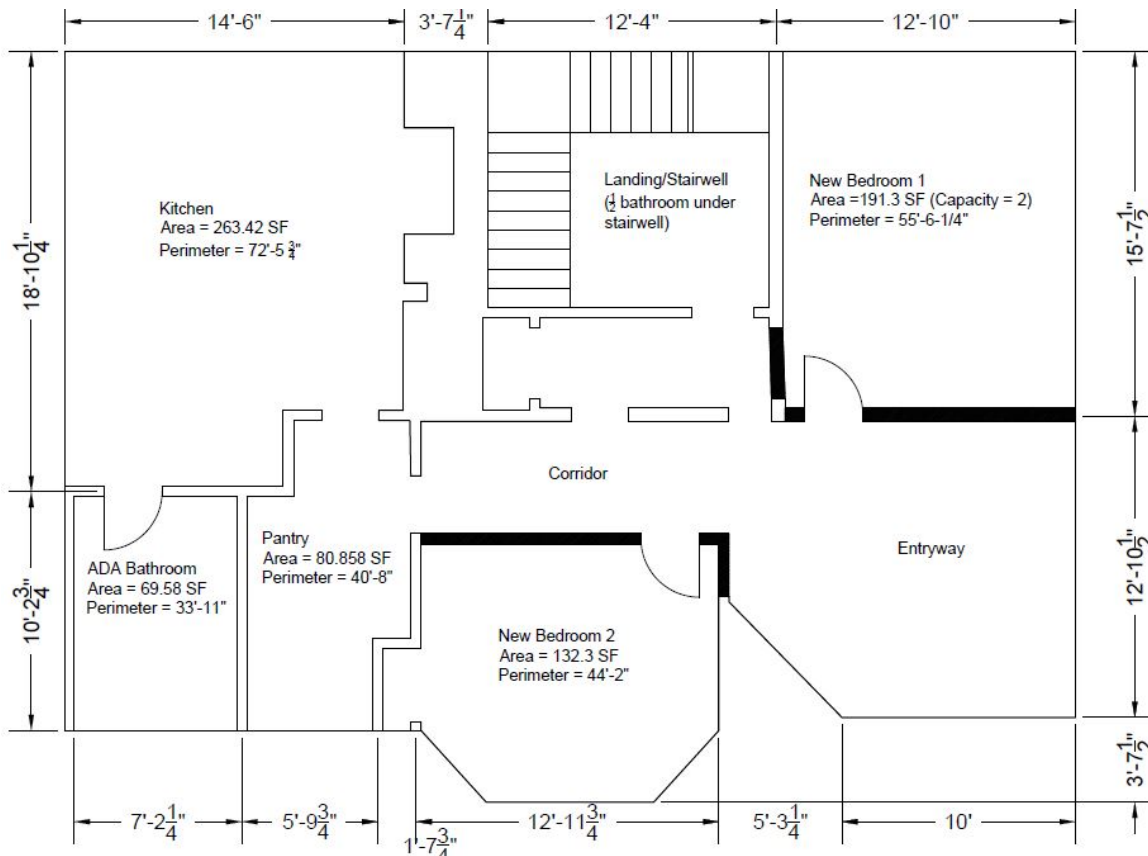 14'-6"
3'-7 1/4"
12'-4"
12'-10"
18'-10 1/4"
15'-7 1/2"
Kitchen
Area = 263.42 SF
Perimeter = 72'-5 3/4"
Landing/Stairwell
(1/2 bathroom under
stairwell)
New Bedroom 1
Area =191.3 SF (Capacity = 2)
Perimeter = 55'-6-1/4"
Corridor
Entryway
12'-10 1/2"
10'-2 3/4"
ADA Bathroom
Area = 69.58 SF
Perimeter = 33'-11"
Pantry
Area = 80.858 SF
Perimeter = 40'-8"
New Bedroom 2
Area = 132.3 SF
Perimeter = 44'-2"
3'-7 1/2"
7'-2 1/4"
5'-9 3/4"
1'-7 3/4"
12'-11 3/4"
5'-3 1/4"
10'